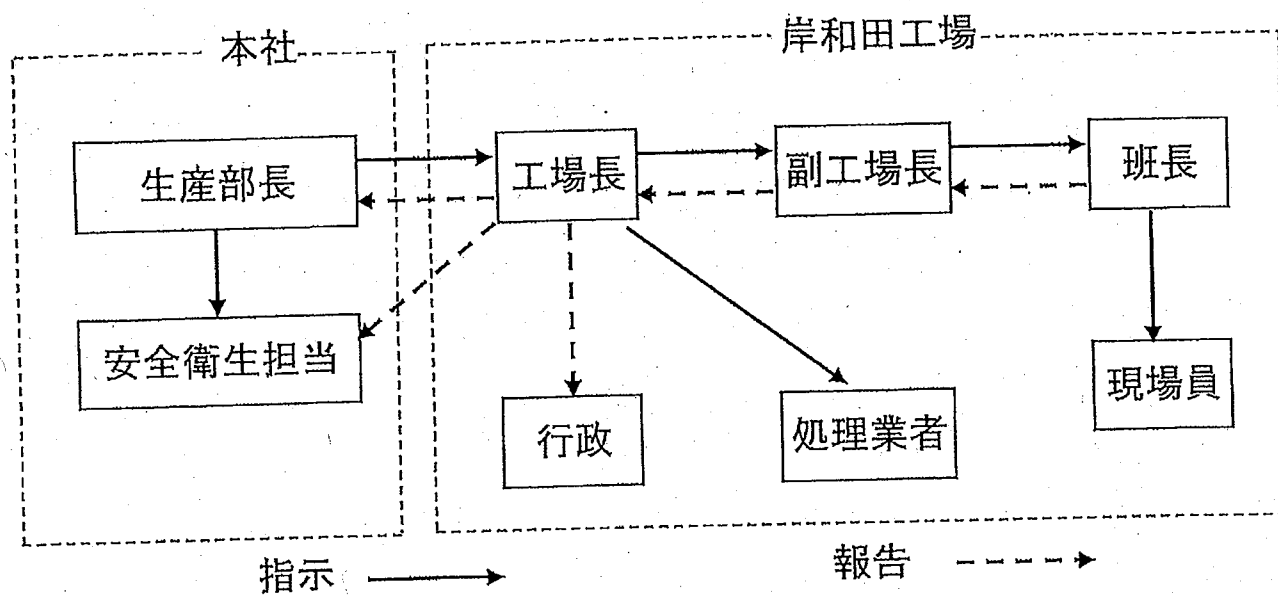 本社
岸和田工場
生産部長
工場長
副工場長
班長
安全衛生担当
行政
処理業者
現場員
指示
報告